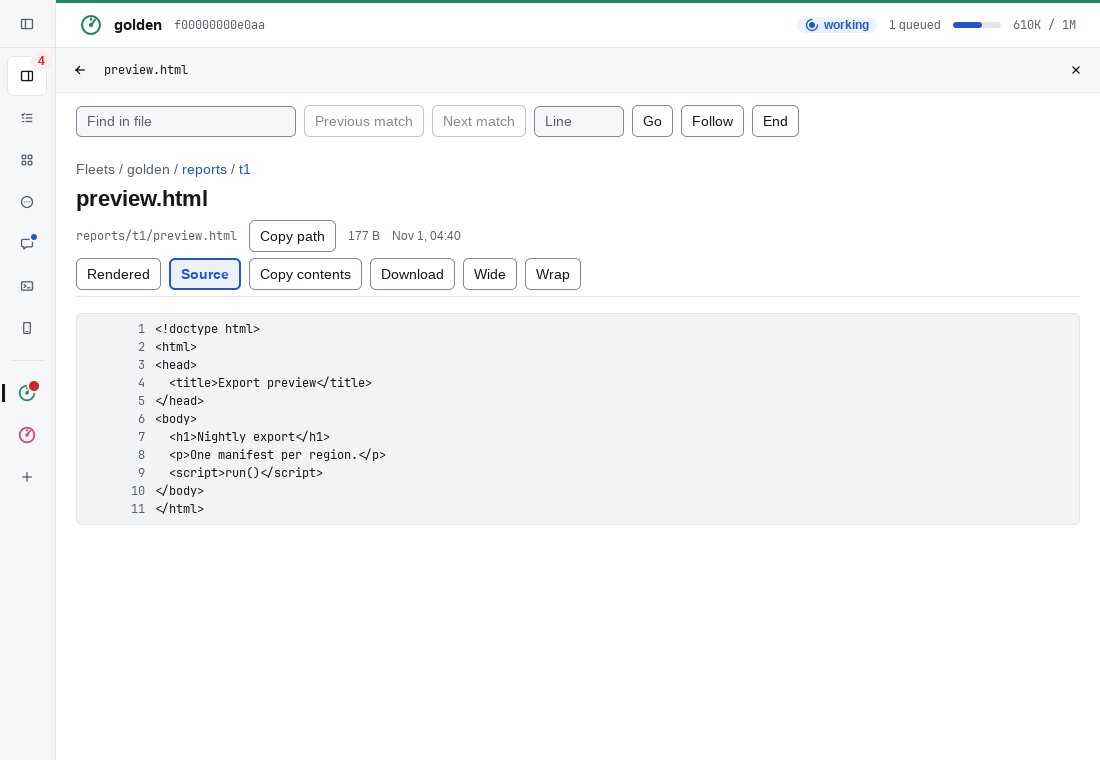 golden f00000000e0aa working 1 queued 610K / 1M
4
preview.html
Find in file Previous match Next match Line Go Follow End
Fleets / golden / reports / t1
preview.html
reports/t1/preview.html Copy path 177 B Nov 1, 04:40
Rendered Source Copy contents Download Wide Wrap
1 <!doctype html>
2 <html>
3 <head>
4   <title>Export preview</title>
5 </head>
6 <body>
7   <h1>Nightly export</h1>
8   <p>One manifest per region.</p>
9   <script>run()</script>
10 </body>
11 </html>